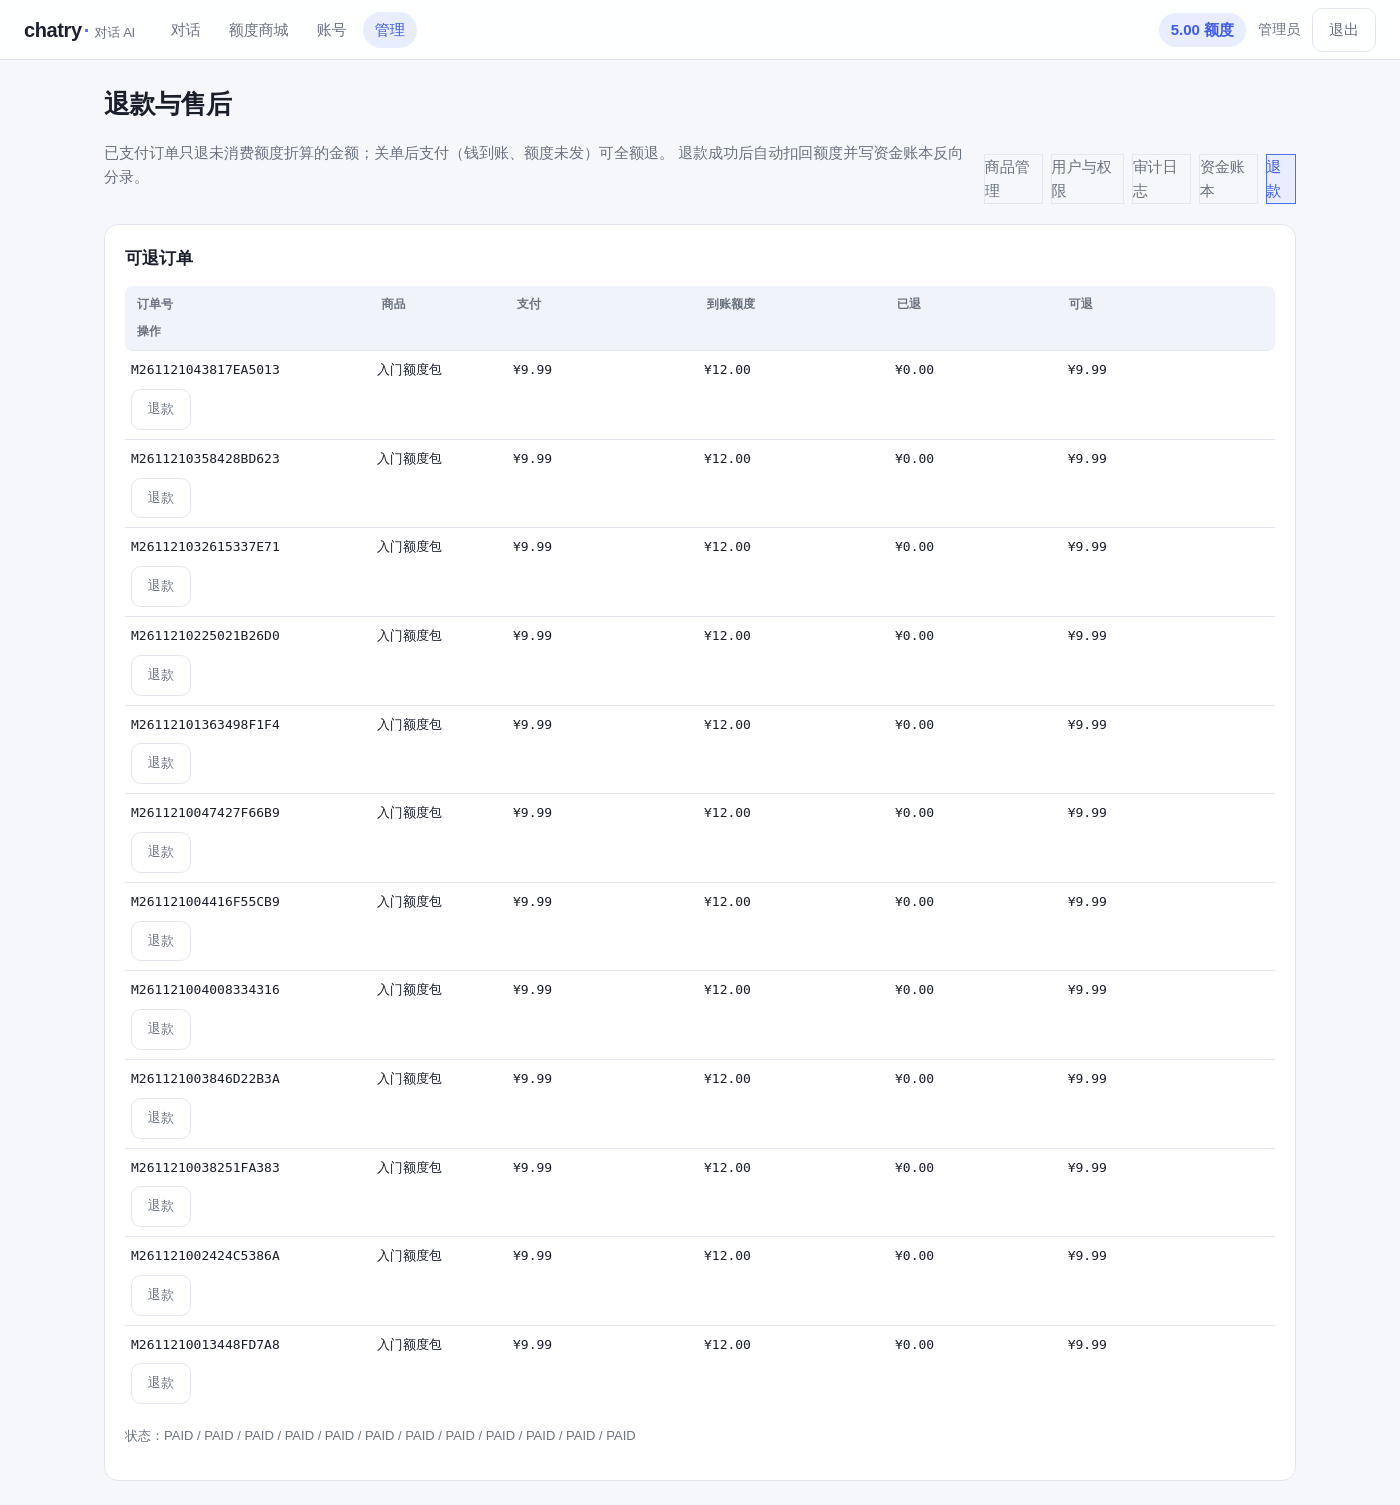 chatry · 对话 AI 对话 额度商城 账号 管理 5.00 额度 管理员 退出
退款与售后
已支付订单只退未消费额度折算的金额；关单后支付（钱到账、额度未发）可全额退。 退款成功后自动扣回额度并写资金账本反向
分录。
商品管理 用户与权限 审计日志 资金账本 退款
可退订单
订单号 商品 支付 到账额度 已退 可退
操作
M261121043817EA5013 入门额度包 ¥9.99 ¥12.00 ¥0.00 ¥9.99
退款
M2611210358428BD623 入门额度包 ¥9.99 ¥12.00 ¥0.00 ¥9.99
退款
M261121032615337E71 入门额度包 ¥9.99 ¥12.00 ¥0.00 ¥9.99
退款
M2611210225021B26D0 入门额度包 ¥9.99 ¥12.00 ¥0.00 ¥9.99
退款
M26112101363498F1F4 入门额度包 ¥9.99 ¥12.00 ¥0.00 ¥9.99
退款
M2611210047427F66B9 入门额度包 ¥9.99 ¥12.00 ¥0.00 ¥9.99
退款
M261121004416F55CB9 入门额度包 ¥9.99 ¥12.00 ¥0.00 ¥9.99
退款
M261121004008334316 入门额度包 ¥9.99 ¥12.00 ¥0.00 ¥9.99
退款
M261121003846D22B3A 入门额度包 ¥9.99 ¥12.00 ¥0.00 ¥9.99
退款
M2611210038251FA383 入门额度包 ¥9.99 ¥12.00 ¥0.00 ¥9.99
退款
M261121002424C5386A 入门额度包 ¥9.99 ¥12.00 ¥0.00 ¥9.99
退款
M2611210013448FD7A8 入门额度包 ¥9.99 ¥12.00 ¥0.00 ¥9.99
退款
状态：PAID / PAID / PAID / PAID / PAID / PAID / PAID / PAID / PAID / PAID / PAID / PAID